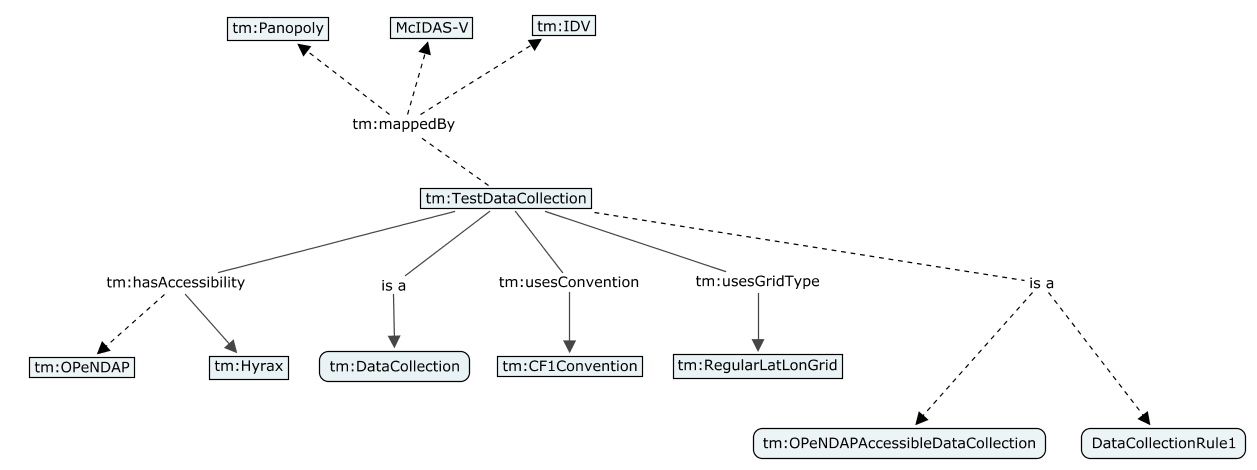 tm:Panopoly
McIDAS-V
tm:IDV
tm:mappedBy
tm:TestDataCollection
tm:hasAccessibility
is a
tm:usesConvention
tm:usesGridType
is a
tm:OPeNDAP
tm:Hyrax
tm:DataCollection
tm:CF1Convention
tm:RegularLatLonGrid
tm:OPeNDAPAccessibleDataCollection
DataCollectionRule1